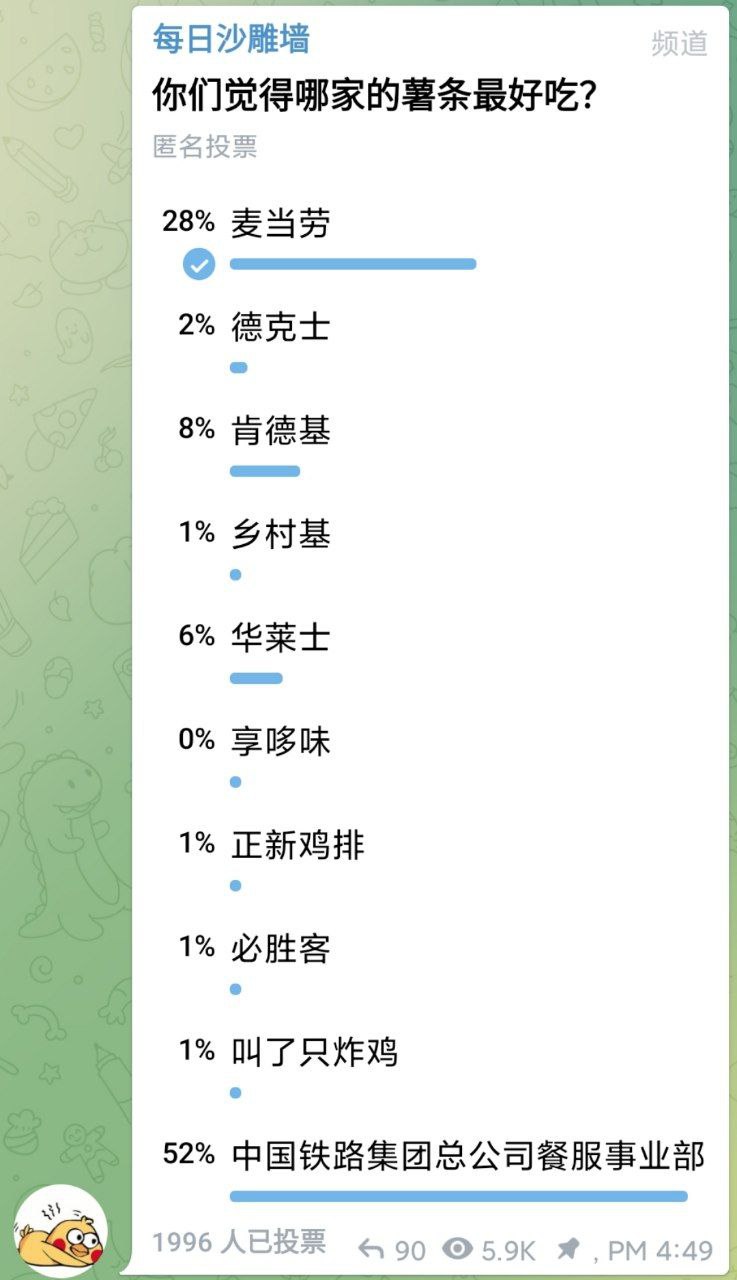 每日沙雕墙
频道
你们觉得哪家的薯条最好吃？
匿名投票
28% 麦当劳
2% 德克士
8% 肯德基
1% 乡村基
6% 华莱士
0% 享哆味
1% 正新鸡排
1% 必胜客
1% 叫了只炸鸡
52% 中国铁路集团总公司餐服事业部
1996 人已投票 90 5.9K , PM 4:49